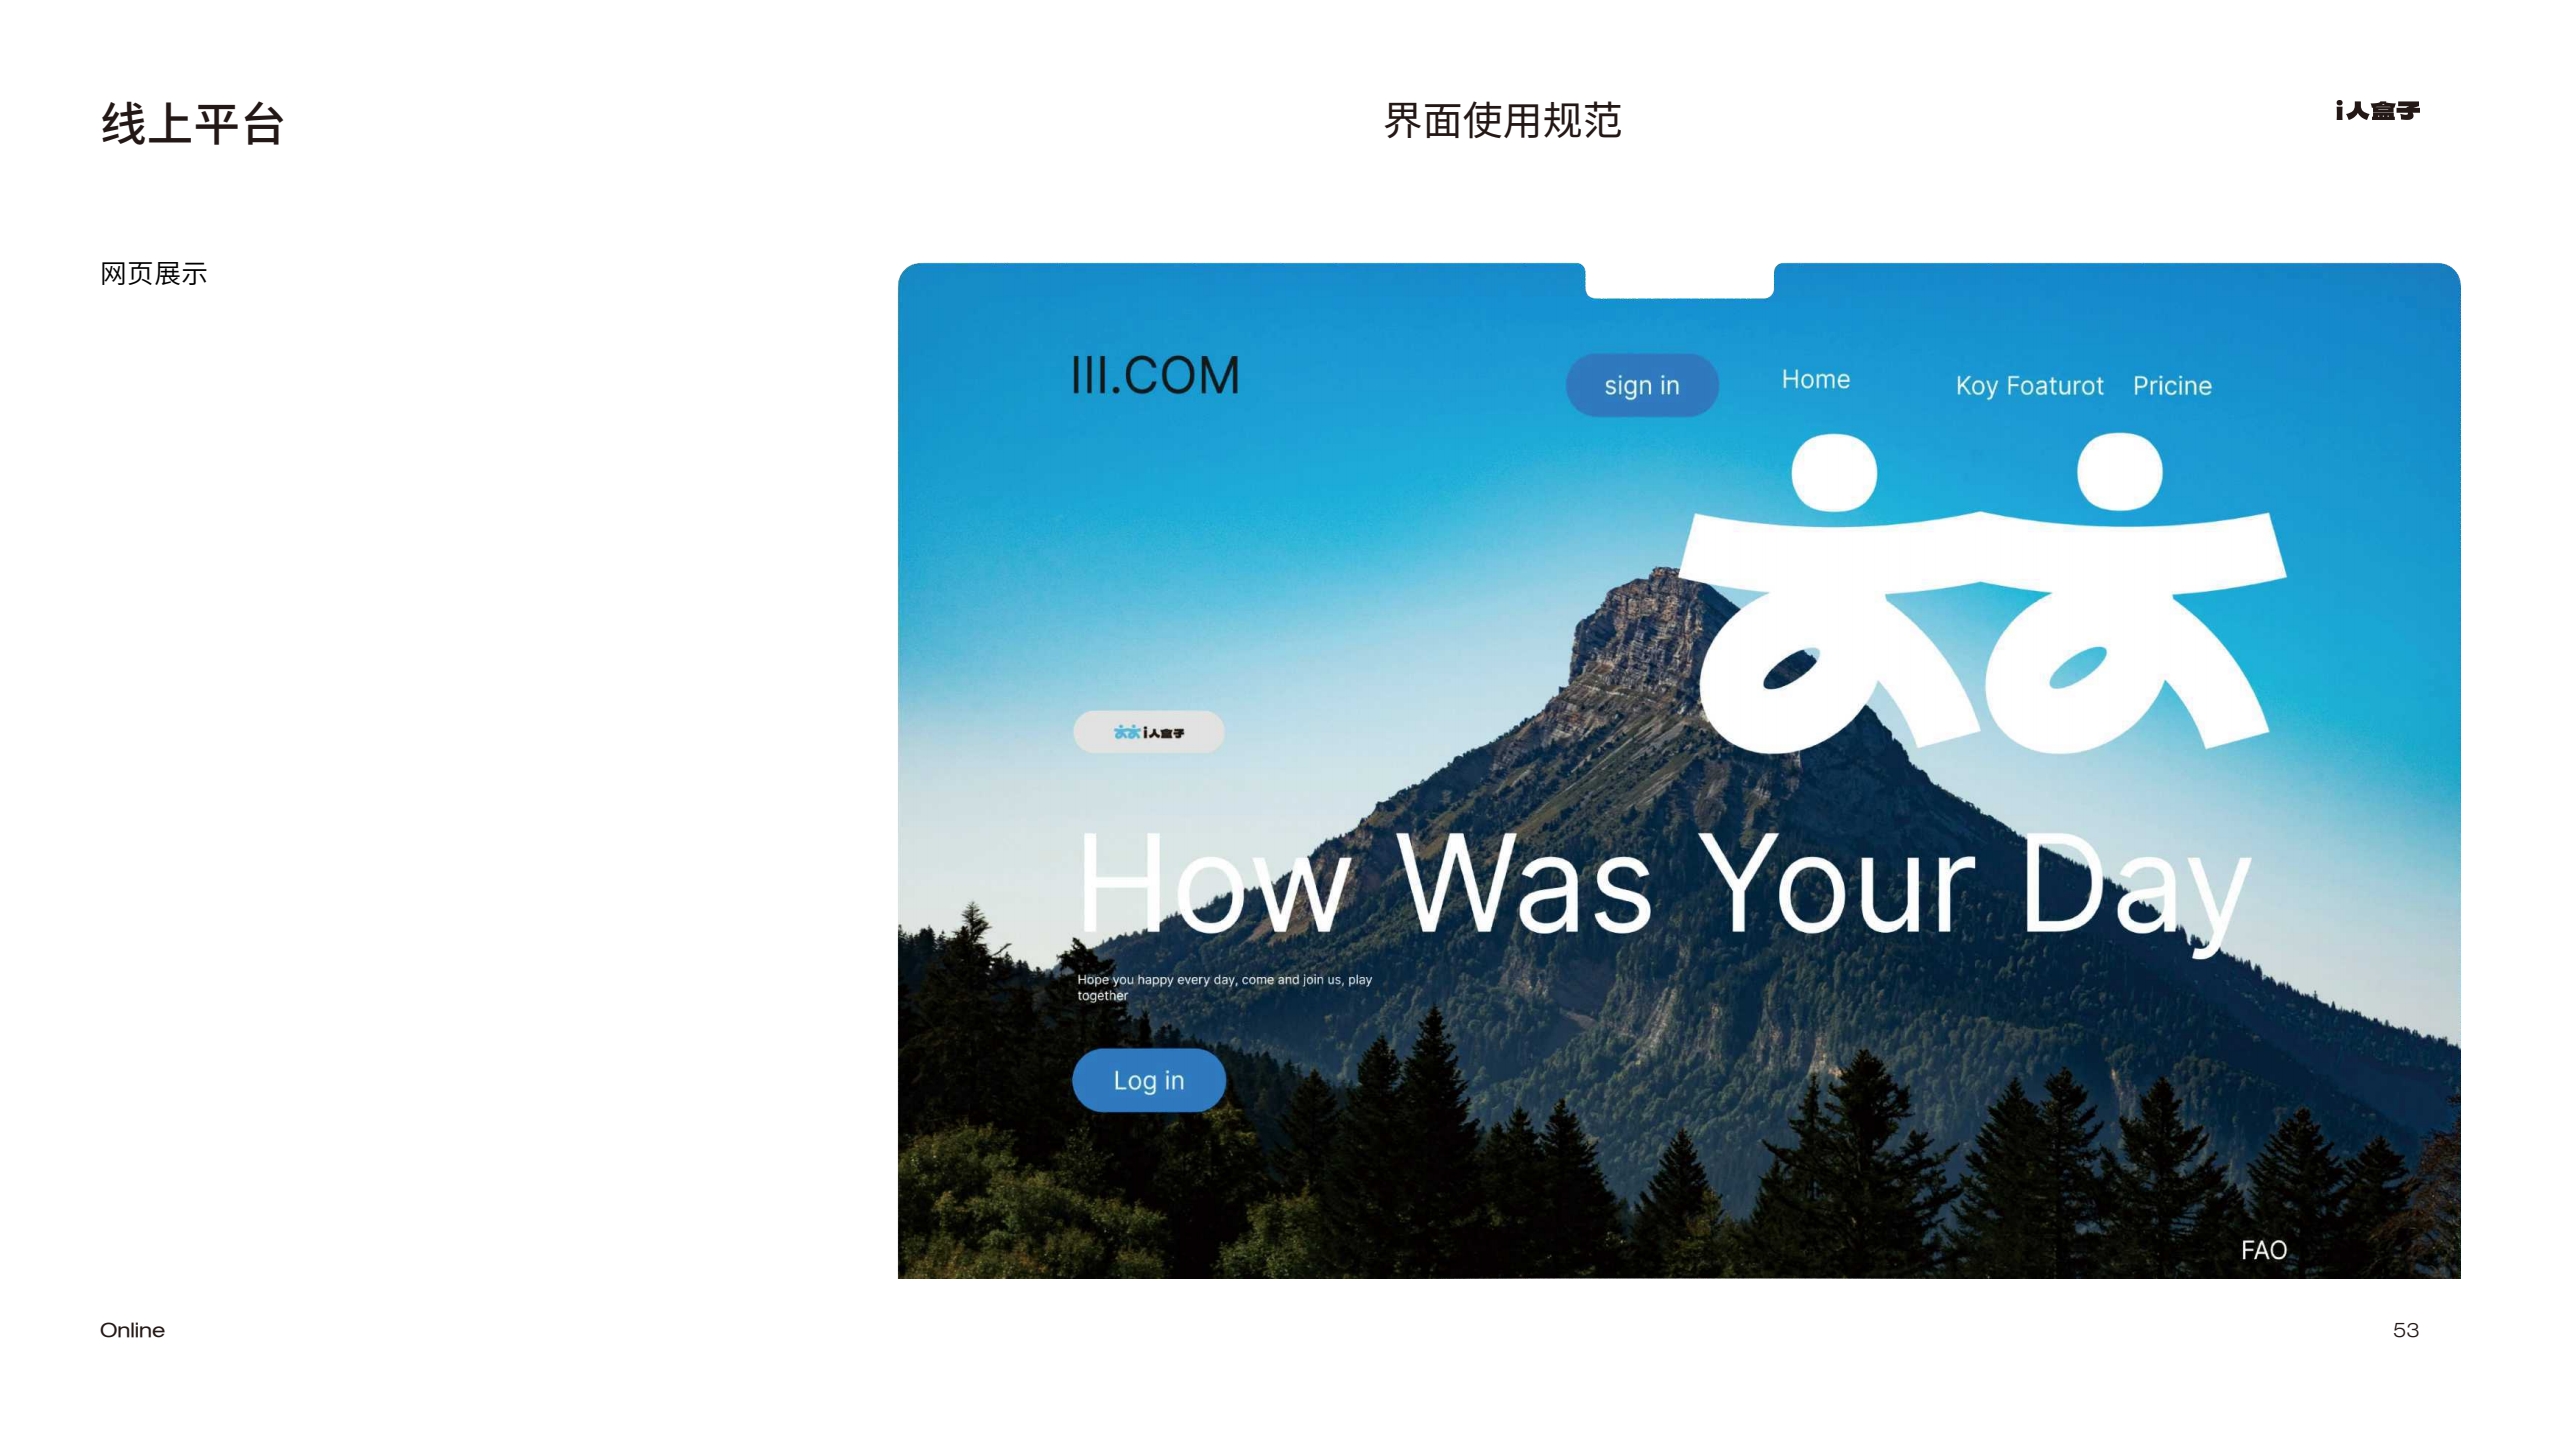 线上平台
界面使用规范
i人盒子
网页展示
III.COM
sign in
Home
Koy Foaturot
Pricine
i人盒子
How Was Your Day
Hope you happy every day, come and join us, play
together
Log in
FAO
Online
53